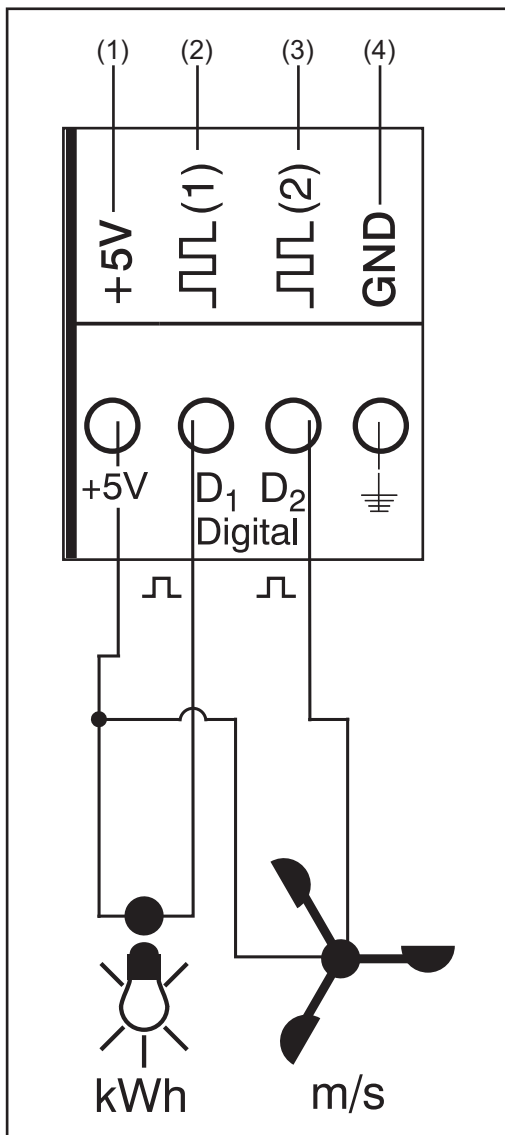 (1) (2) (3) (4)
+5V (1) (2) GND
+5V D₁ D₂
Digital
kWh m/s